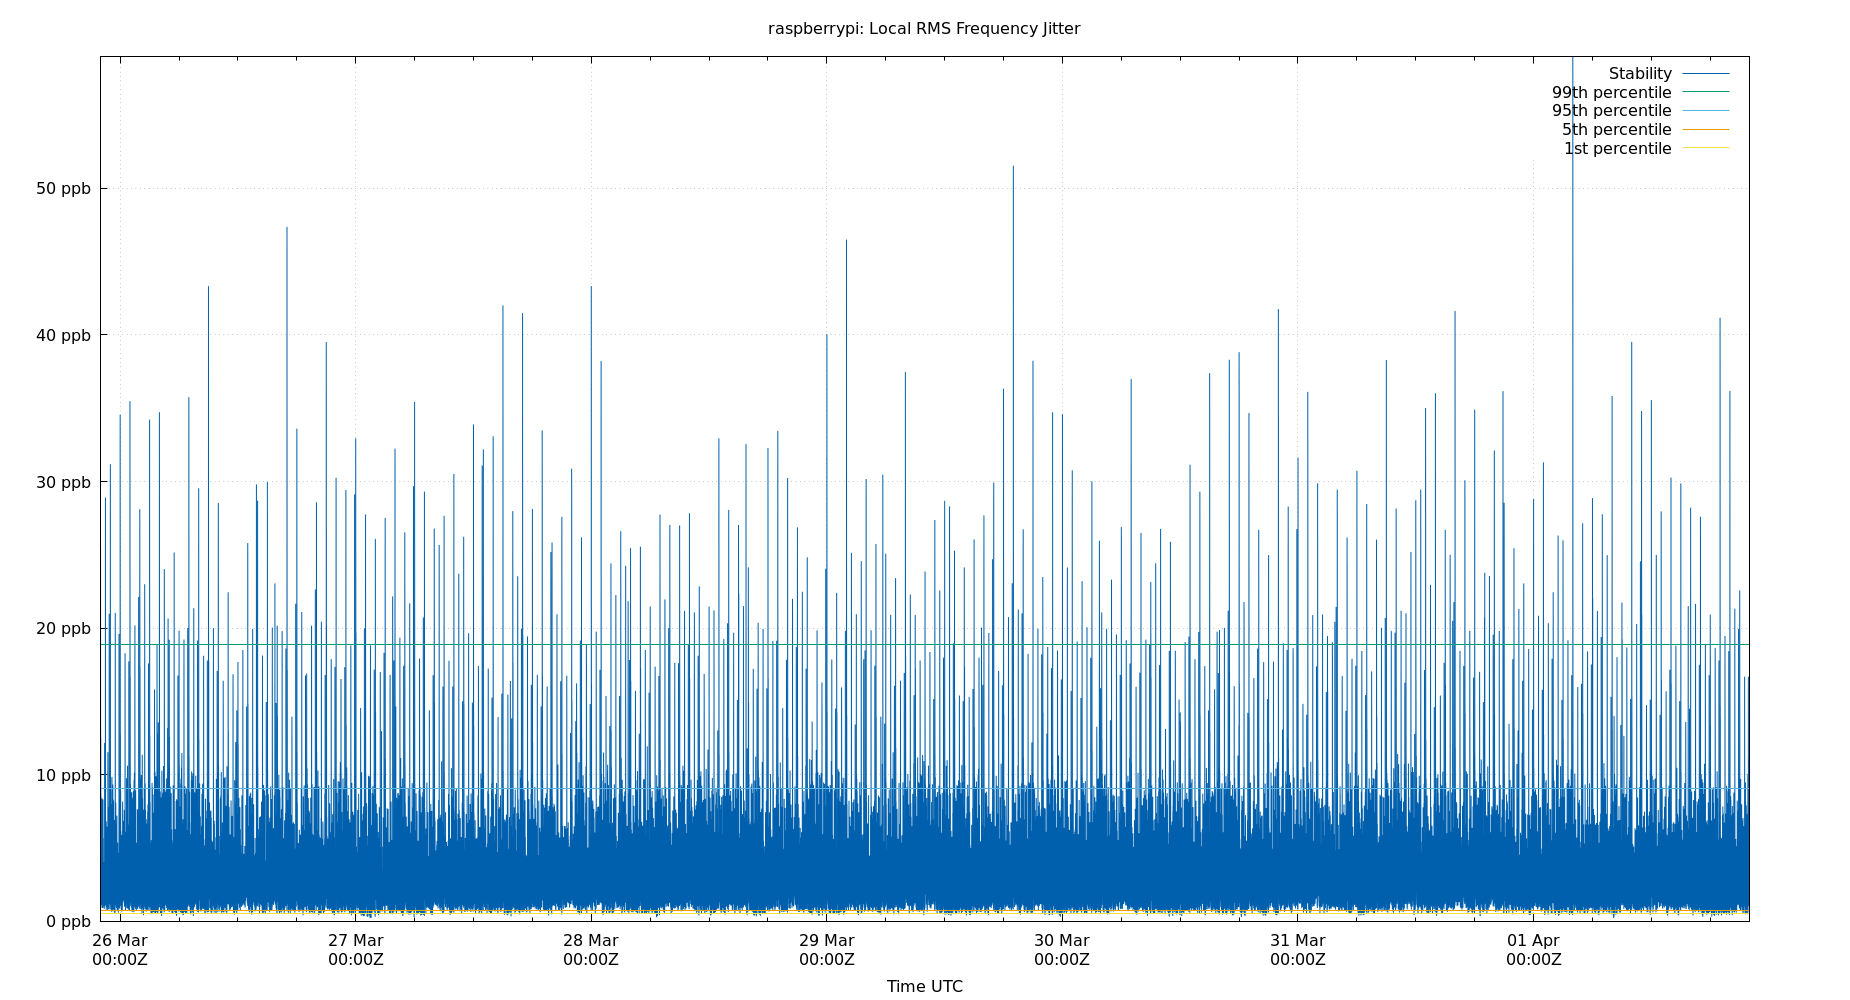 raspberrypi: Local RMS Frequency Jitter
Stability
99th percentile
95th percentile
5th percentile
1st percentile
50 ppb
40 ppb
30 ppb
20 ppb
10 ppb
0 ppb
26 Mar 27 Mar 28 Mar 29 Mar 30 Mar 31 Mar 01 Apr
00:00Z 00:00Z 00:00Z 00:00Z 00:00Z 00:00Z 00:00Z
Time UTC